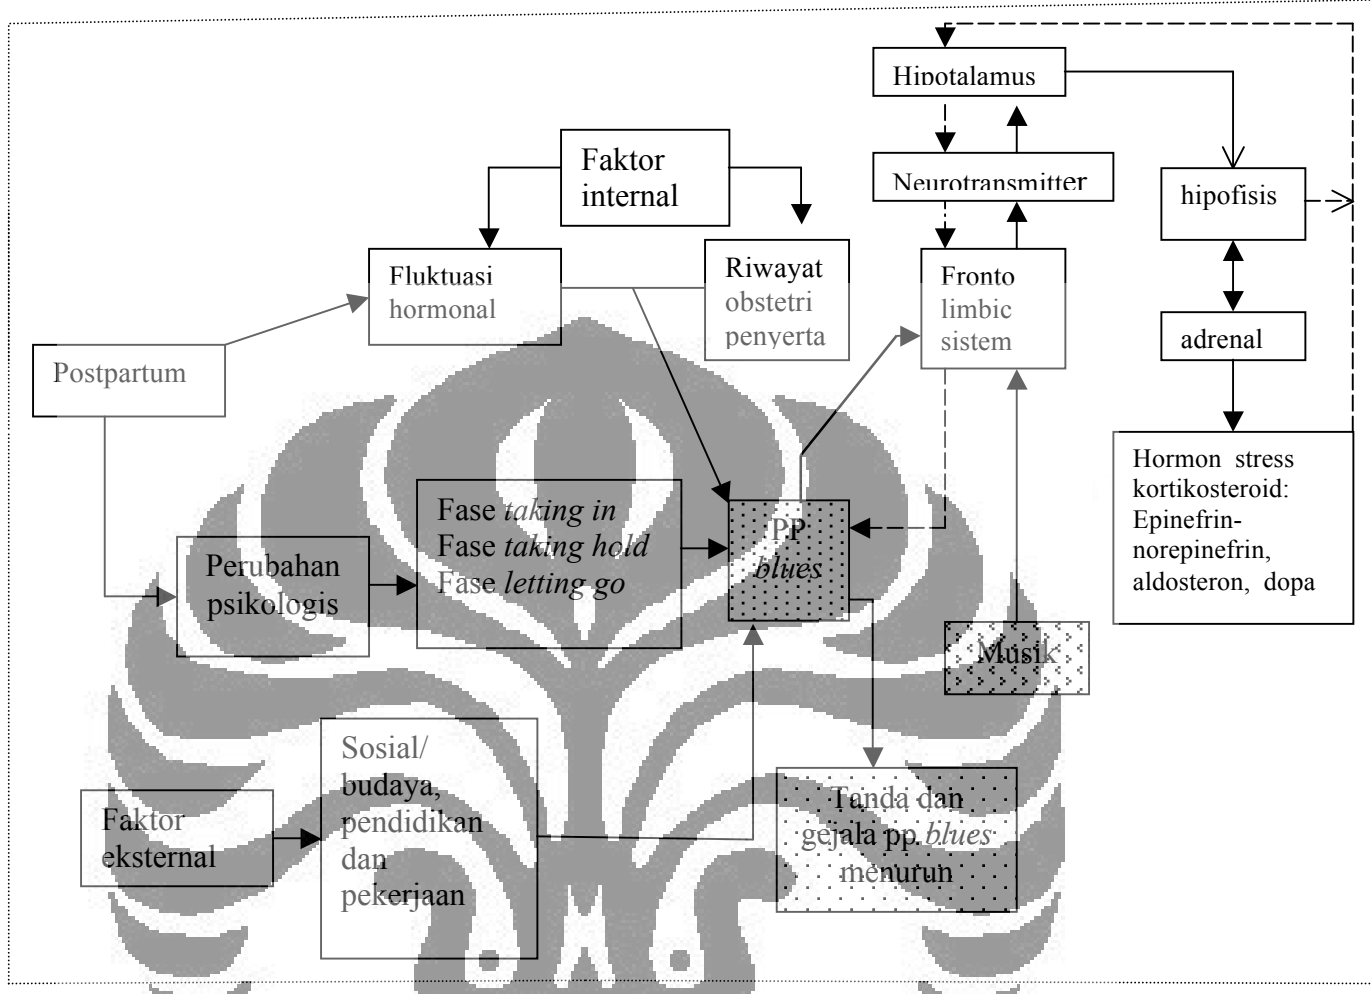 Hipotalamus
Neurotransmitter
Faktor
internal
hipofisis
Fluktuasi
hormonal
Riwayat
obstetri
penyerta
Fronto
limbic
sistem
adrenal
Postpartum
Hormon stress
kortikosteroid:
Epinefrin-
norepinefrin,
aldosteron, dopa
Perubahan
psikologis
Fase taking in
Fase taking hold
Fase letting go
PP
blues
Musik
Faktor
eksternal
Sosial/
budaya,
pendidikan
dan
pekerjaan
Tanda dan
gejala pp blues
menurun